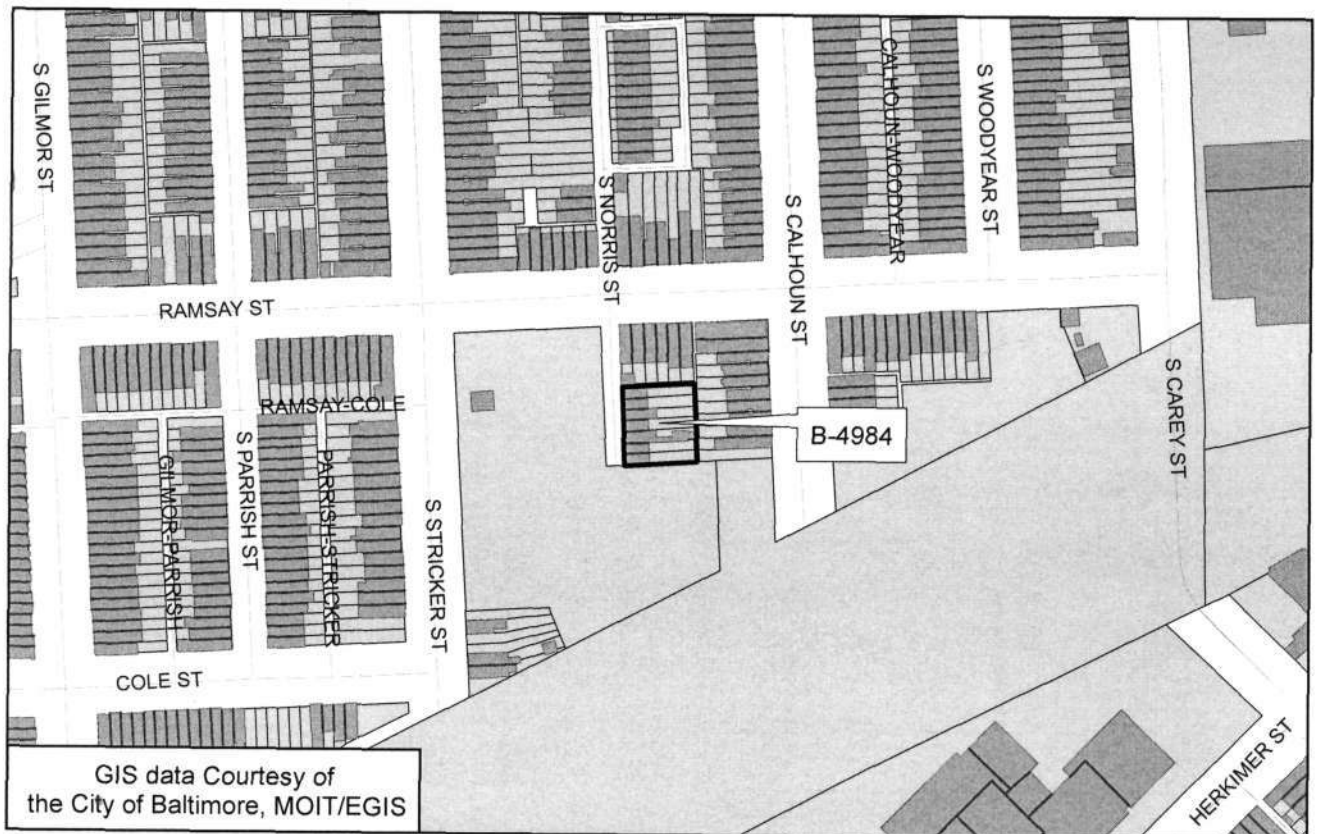 S GILMOR ST
S NORRIS ST
S CALHOUN ST
CALHOUN-WOODYEAR
S WOODYEAR ST
RAMSAY ST
S CAREY ST
RAMSAY-COLE
B-4984
GILMOR-PARRISH
S PARRISH ST
PARRISH-STRICKER
S STRICKER ST
COLE ST
HERKIMER ST
GIS data Courtesy of
the City of Baltimore, MOIT/EGIS